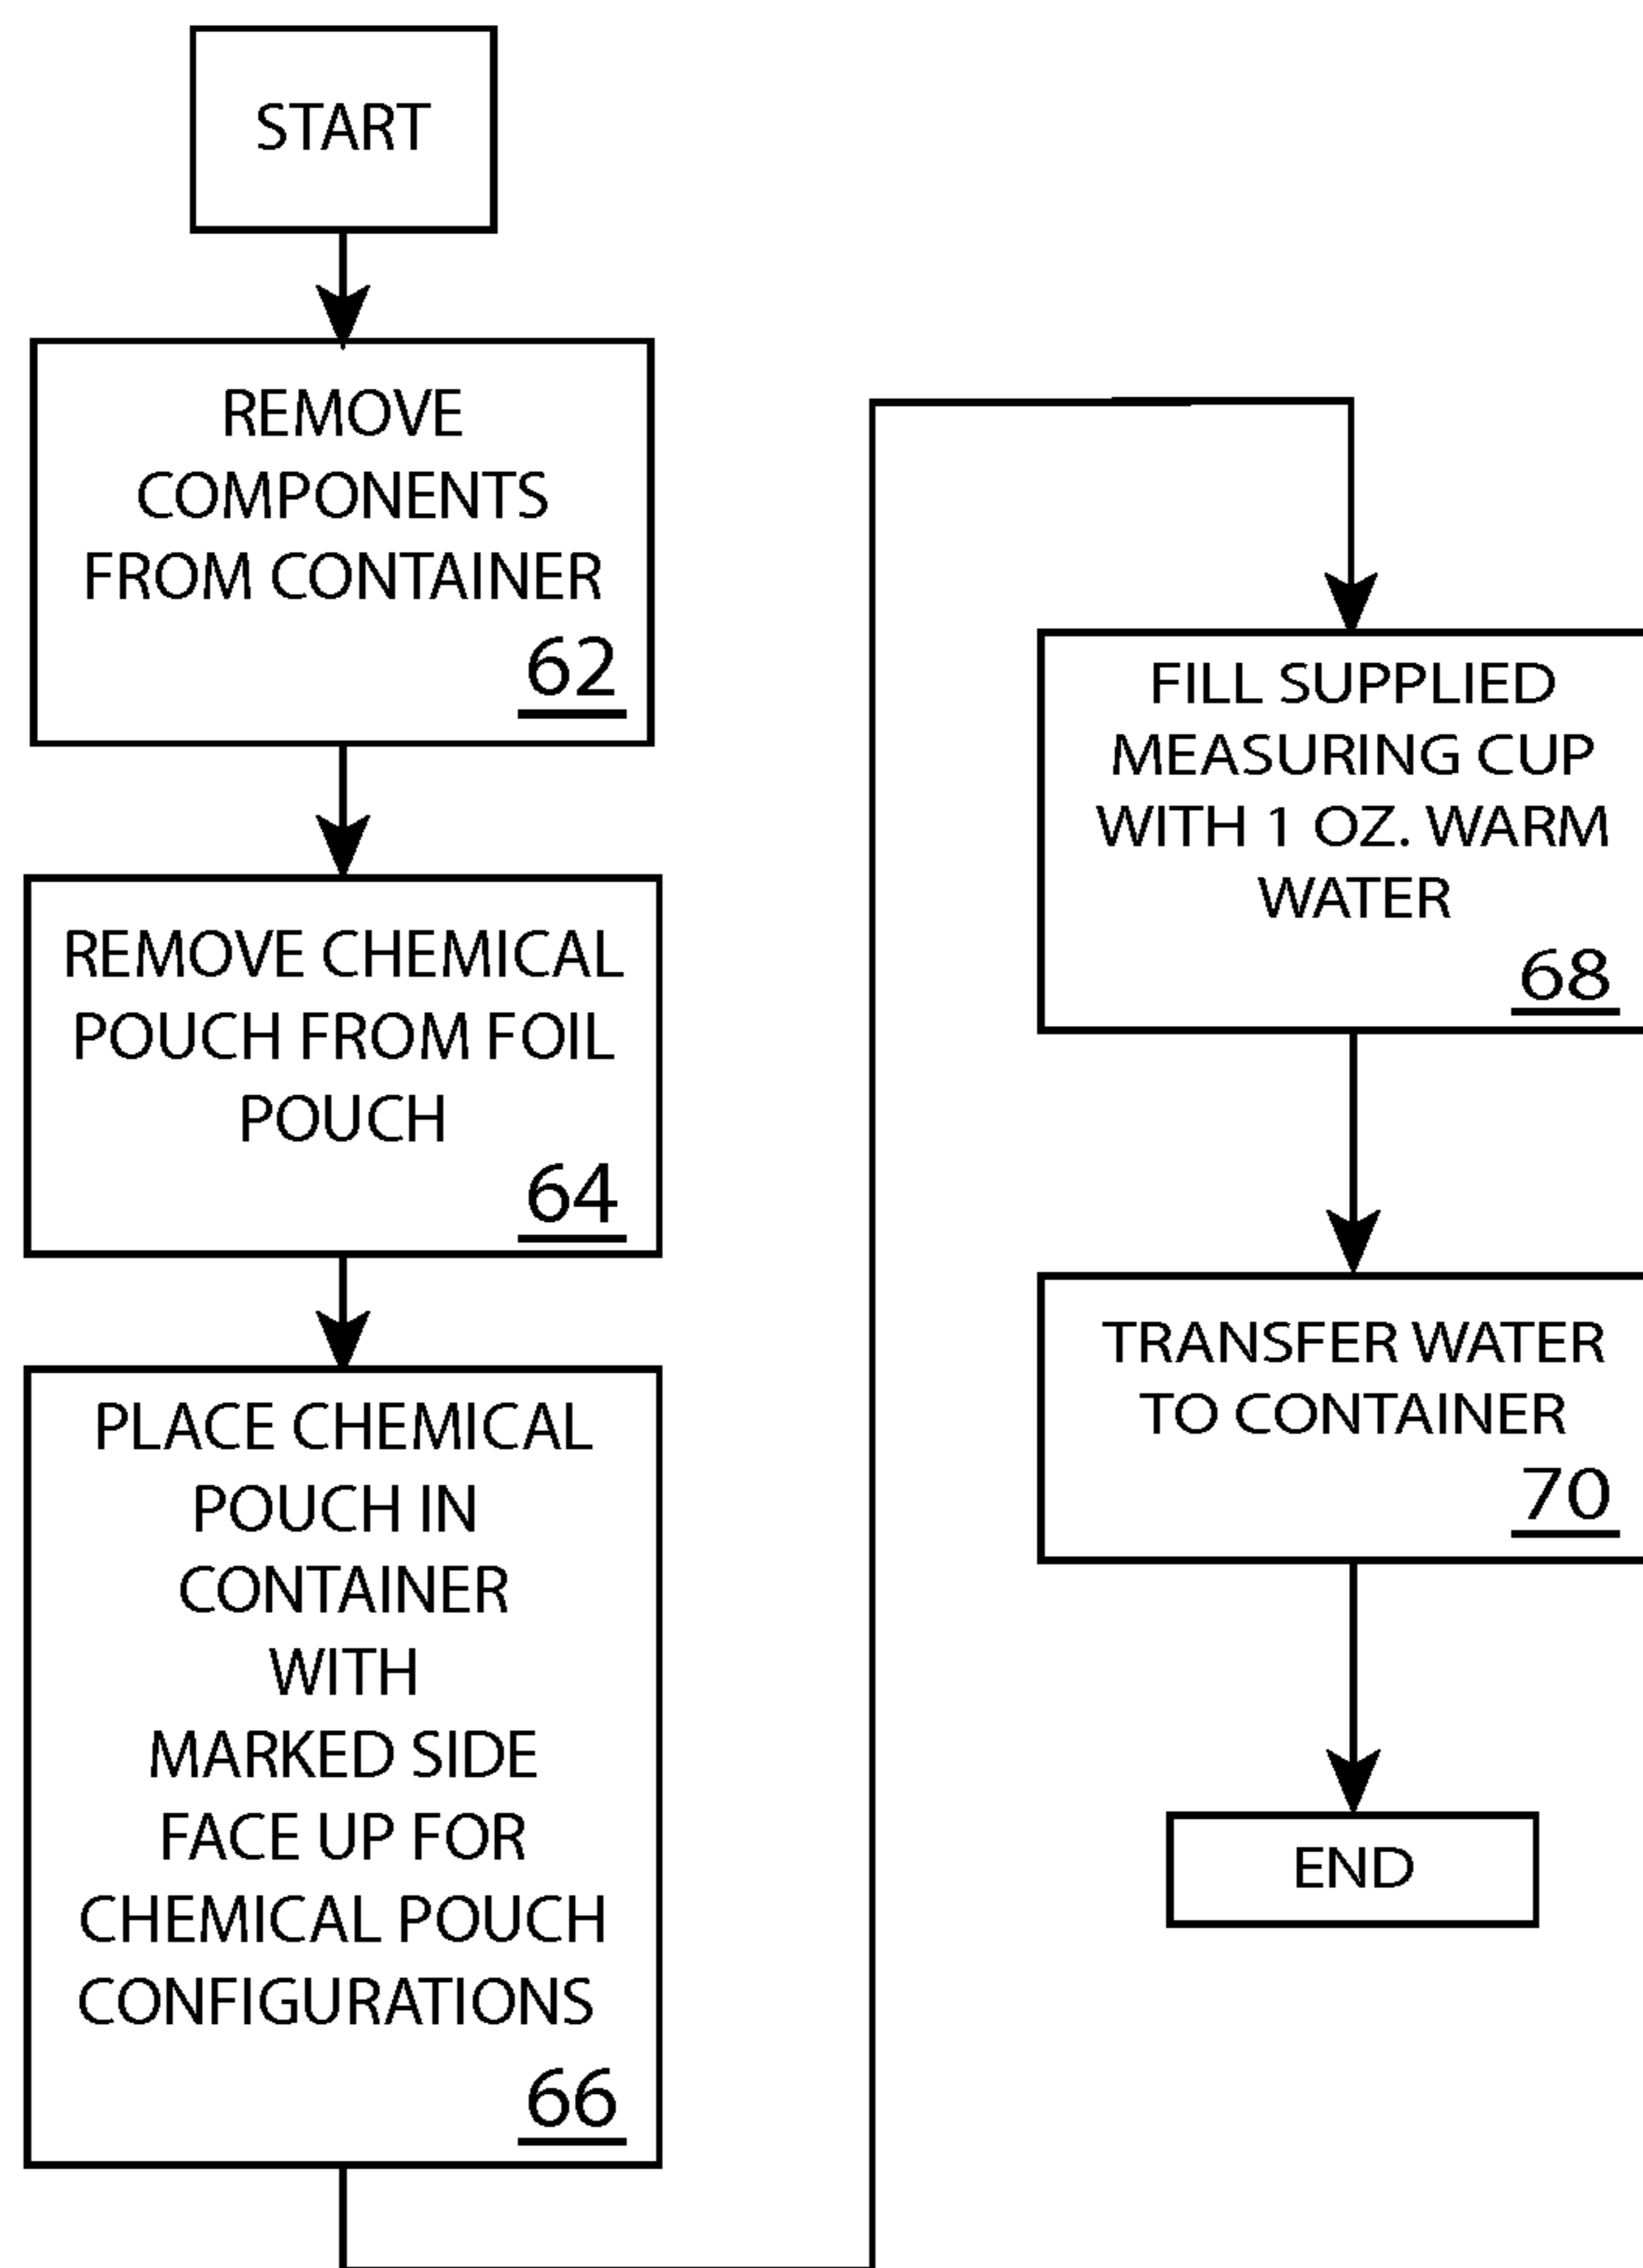 START
REMOVE
COMPONENTS
FROM CONTAINER
62
REMOVE CHEMICAL
POUCH FROM FOIL
POUCH
64
PLACE CHEMICAL
POUCH IN
CONTAINER
WITH
MARKED SIDE
FACE UP FOR
CHEMICAL POUCH
CONFIGURATIONS
66
FILL SUPPLIED
MEASURING CUP
WITH 1 OZ. WARM
WATER
68
TRANSFER WATER
TO CONTAINER
70
END